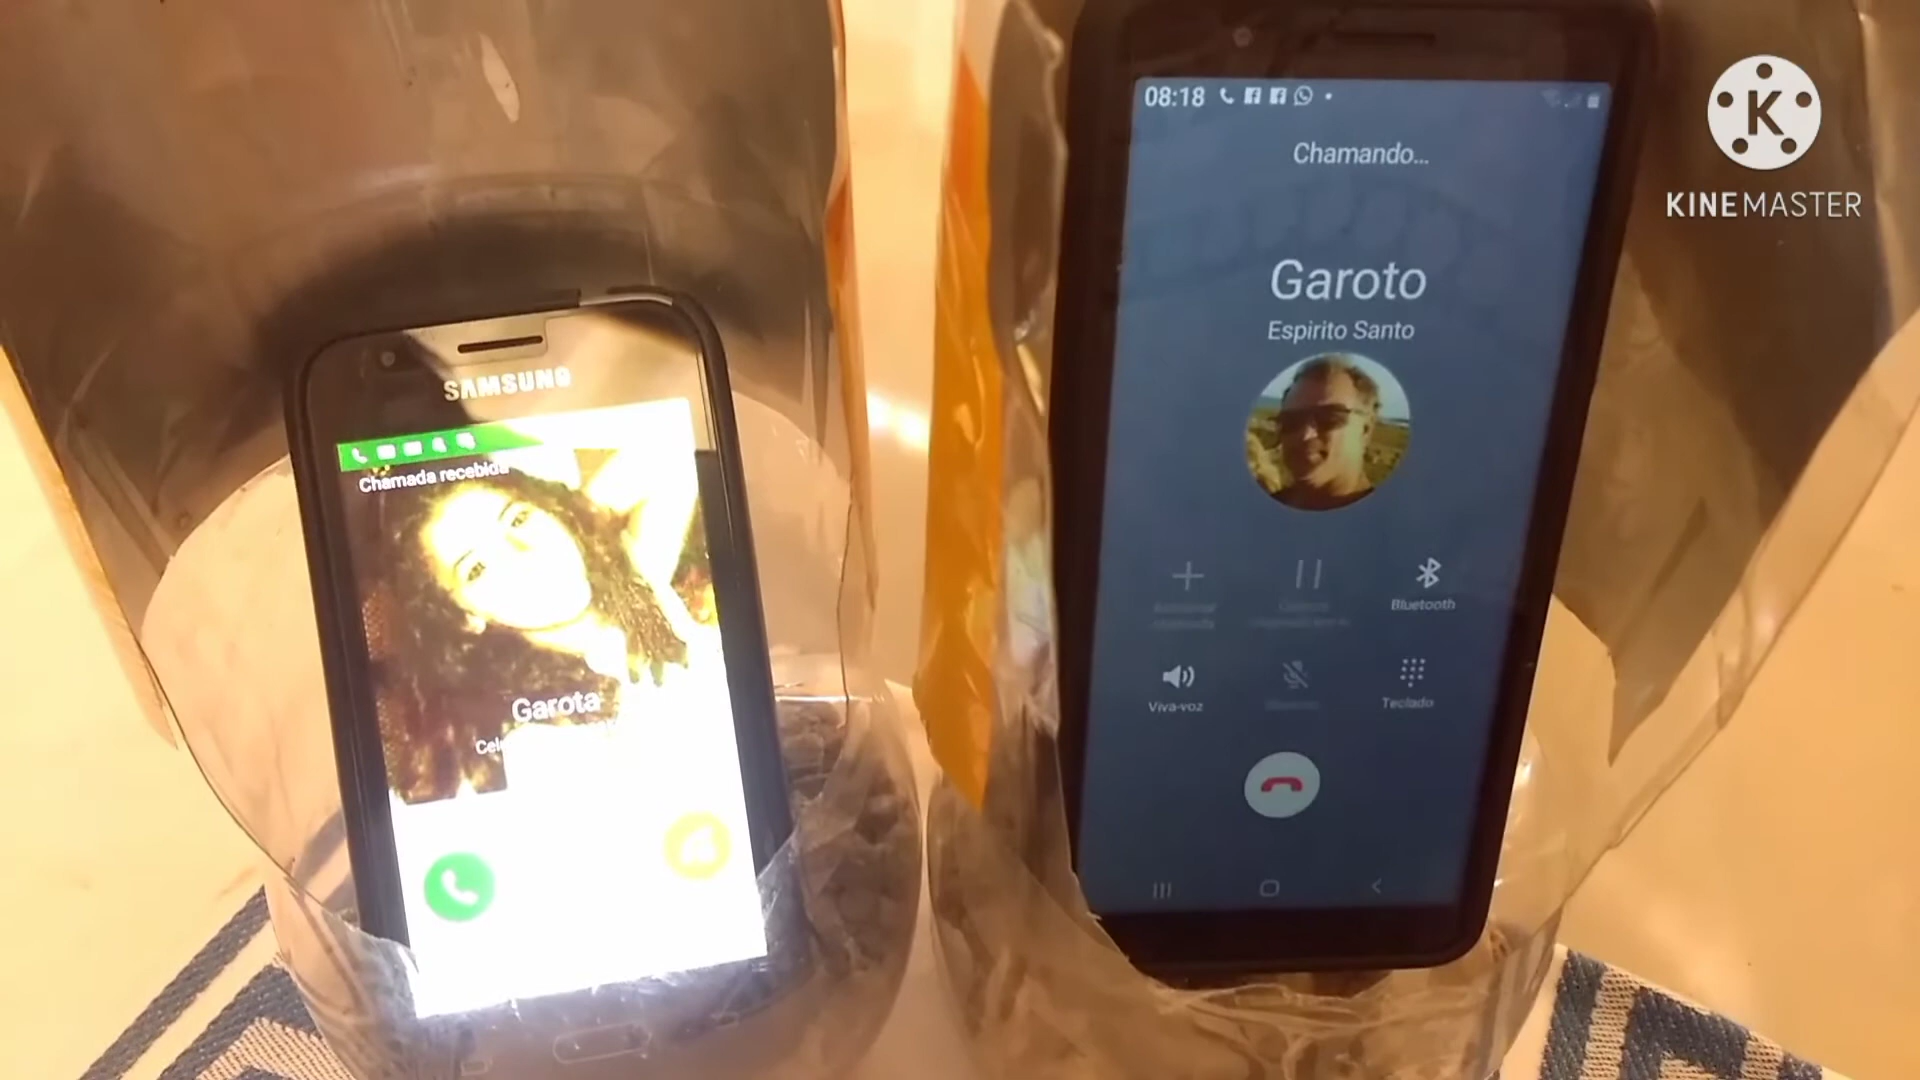 SAMSUNG
Chamada recebida
Garota
08:18
Chamando...
Garoto
Espirito Santo
Bluetooth
Viva-voz
Teclado
K
KINEMASTER